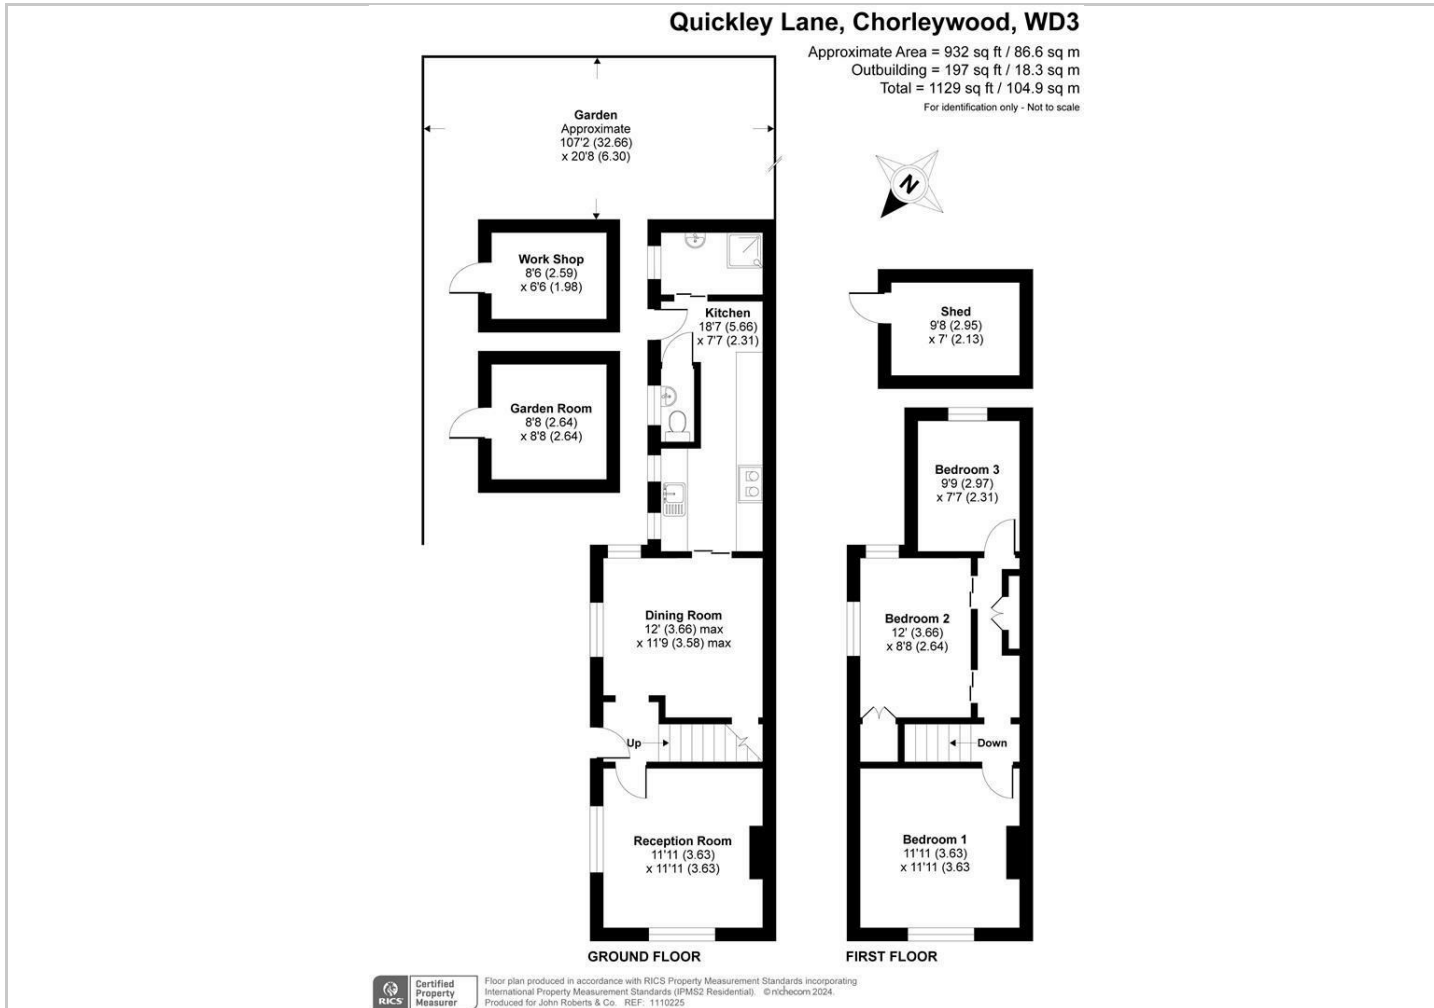 Quickley Lane, Chorleywood, WD3
Approximate Area = 932 sq ft / 86.6 sq m
Outbuilding = 197 sq ft / 18.3 sq m
Total = 1129 sq ft / 104.9 sq m
For identification only - Not to scale
Garden
Approximate
107'2 (32.66)
x 20'8 (6.30)
N
Work Shop
8'6 (2.59)
x 6'6 (1.98)
Kitchen
18'7 (5.66)
x 7'7 (2.31)
Shed
9'8 (2.95)
x 7' (2.13)
Garden Room
8'8 (2.64)
x 8'8 (2.64)
Bedroom 3
9'9 (2.97)
x 7'7 (2.31)
Dining Room
12' (3.66) max
x 11'9 (3.58) max
Bedroom 2
12' (3.66)
x 8'8 (2.64)
Up
Down
Reception Room
11'11 (3.63)
x 11'11 (3.63)
Bedroom 1
11'11 (3.63)
x 11'11 (3.63
GROUND FLOOR
FIRST FLOOR
RICS
Certified
Property
Measurer
Floor plan produced in accordance with RICS Property Measurement Standards incorporating
International Property Measurement Standards (IPMS2 Residential). © nichecom 2024.
Produced for John Roberts & Co. REF: 1110225